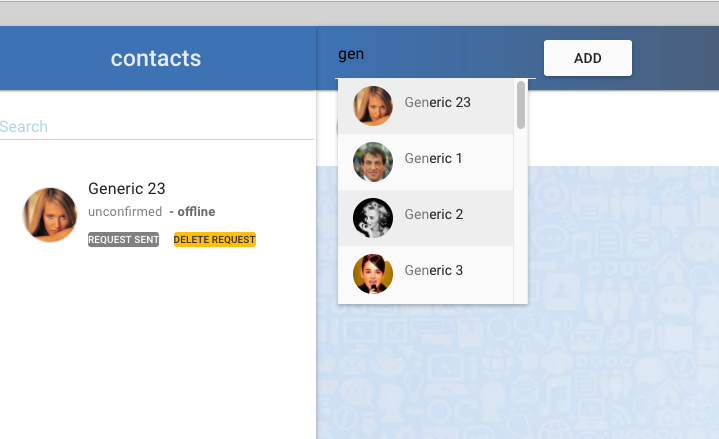 contacts
gen
ADD
Search
Generic 23
unconfirmed - offline
REQUEST SENT
DELETE REQUEST
Generic 23
Generic 1
Generic 2
Generic 3